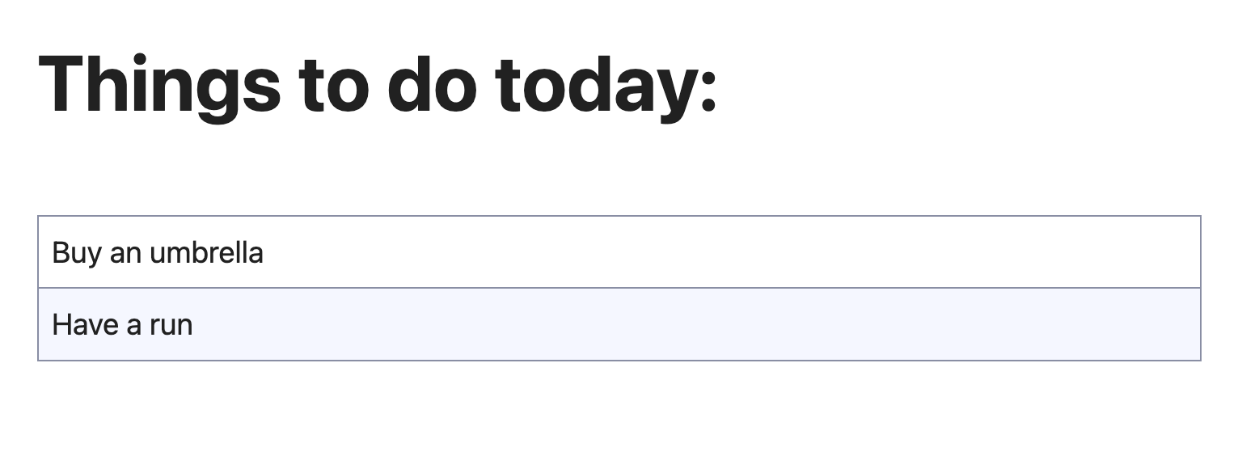 Things to do today:
Buy an umbrella
Have a run